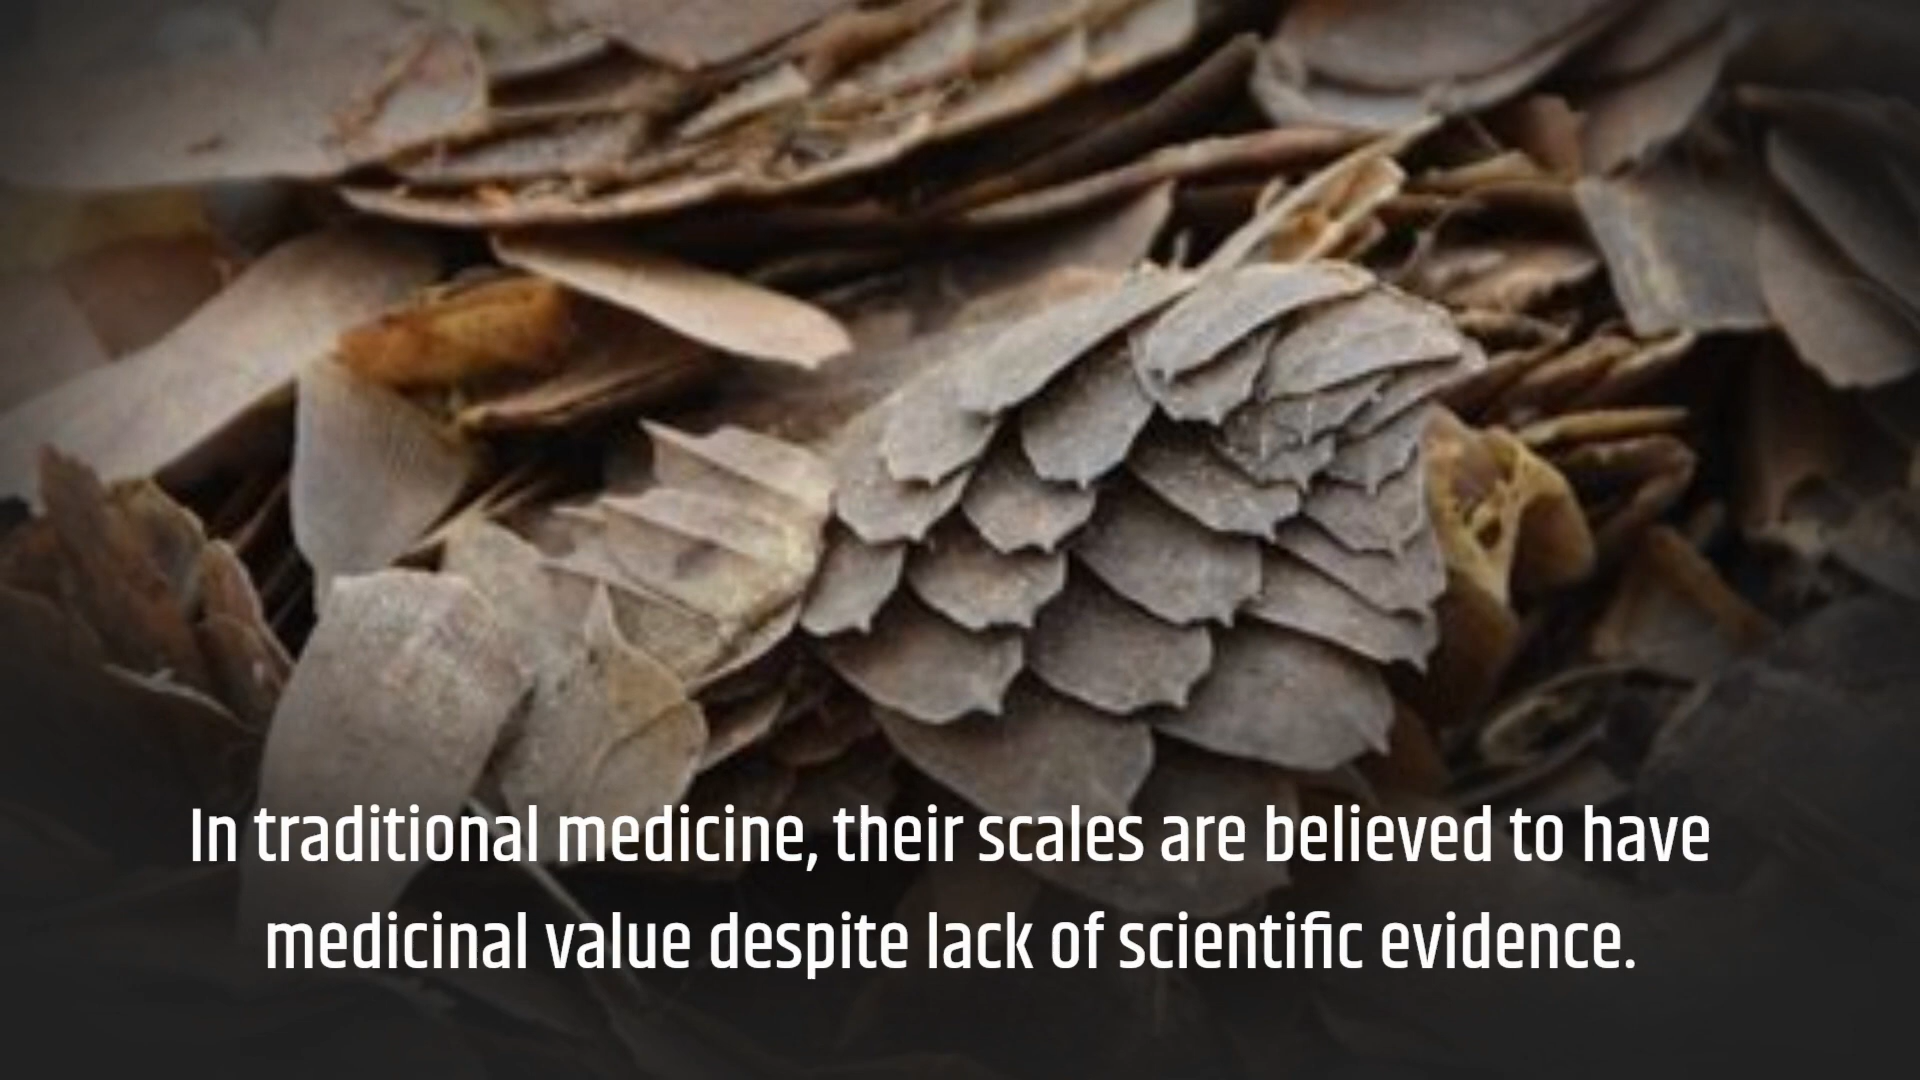 In traditional medicine, their scales are believed to have
medicinal value despite lack of scientific evidence.